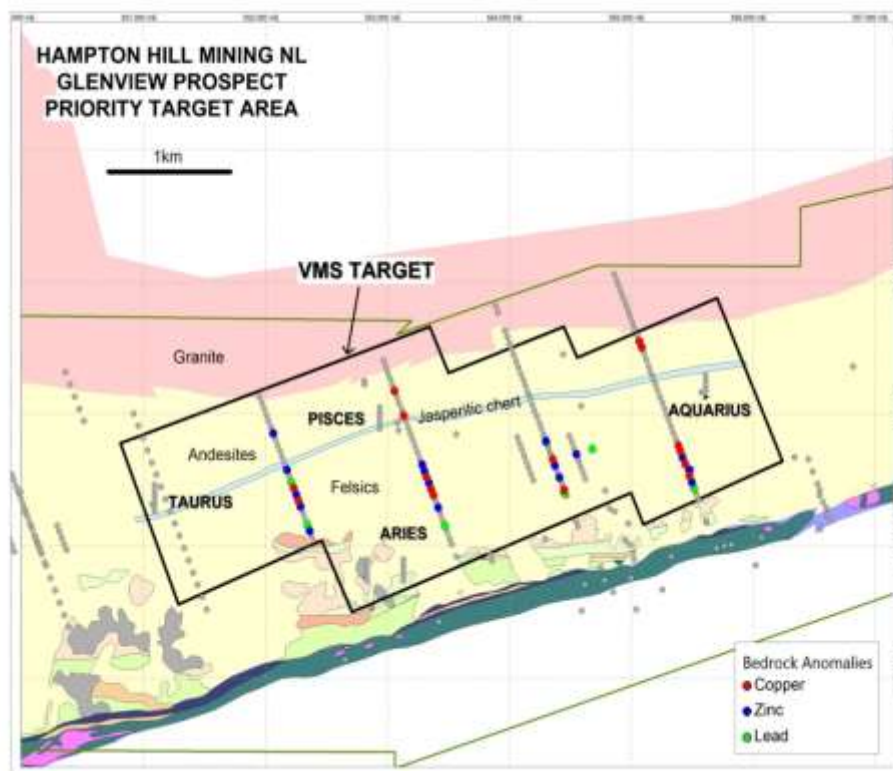 HAMPTON HILL MINING NL
GLENVIEW PROSPECT
PRIORITY TARGET AREA
1km
VMS TARGET
Granite
PISCES
Jasperilitic chert
AQUARIUS
Andesites
TAURUS
Felsics
ARIES
Bedrock Anomalies
Copper
Zinc
Lead